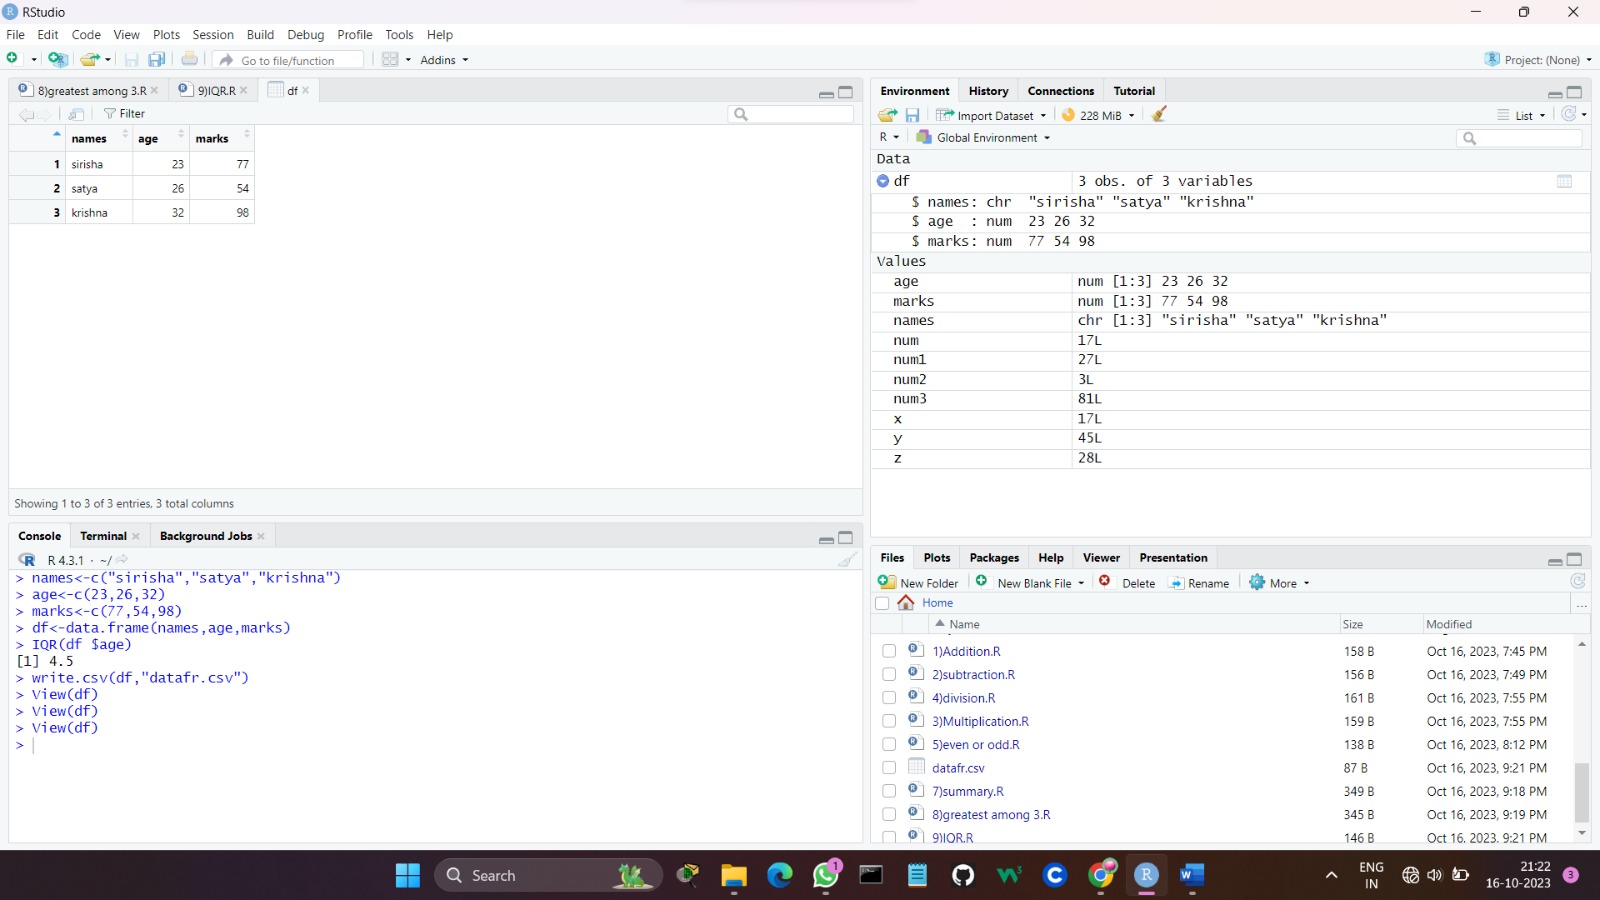 RStudio
File Edit Code View Plots Session Build Debug Profile Tools Help
Go to file/function Addins Project: (None)
8)greatest among 3.R 9)IQR.R df
Filter
names age marks
1 sirisha 23 77
2 satya 26 54
3 krishna 32 98
Showing 1 to 3 of 3 entries, 3 total columns
Console Terminal Background Jobs
R 4.3.1 · ~/
> names<-c("sirisha","satya","krishna")
> age<-c(23,26,32)
> marks<-c(77,54,98)
> df<-data.frame(names,age,marks)
> IQR(df $age)
[1] 4.5
> write.csv(df,"datafr.csv")
> View(df)
> View(df)
> View(df)
>
Environment History Connections Tutorial
Import Dataset 228 MiB List
R Global Environment
Data
df 3 obs. of 3 variables
$ names: chr "sirisha" "satya" "krishna"
$ age : num 23 26 32
$ marks: num 77 54 98
Values
age num [1:3] 23 26 32
marks num [1:3] 77 54 98
names chr [1:3] "sirisha" "satya" "krishna"
num 17L
num1 27L
num2 3L
num3 81L
x 17L
y 45L
z 28L
Files Plots Packages Help Viewer Presentation
New Folder New Blank File Delete Rename More
Home ...
Name Size Modified
1)Addition.R 158 B Oct 16, 2023, 7:45 PM
2)subtraction.R 156 B Oct 16, 2023, 7:49 PM
4)division.R 161 B Oct 16, 2023, 7:55 PM
3)Multiplication.R 159 B Oct 16, 2023, 7:55 PM
5)even or odd.R 138 B Oct 16, 2023, 8:12 PM
datafr.csv 87 B Oct 16, 2023, 9:21 PM
7)summary.R 349 B Oct 16, 2023, 9:18 PM
8)greatest among 3.R 345 B Oct 16, 2023, 9:19 PM
9)IQR.R 146 B Oct 16, 2023, 9:21 PM
Search 1 ENG 21:22
IN 16-10-2023 3